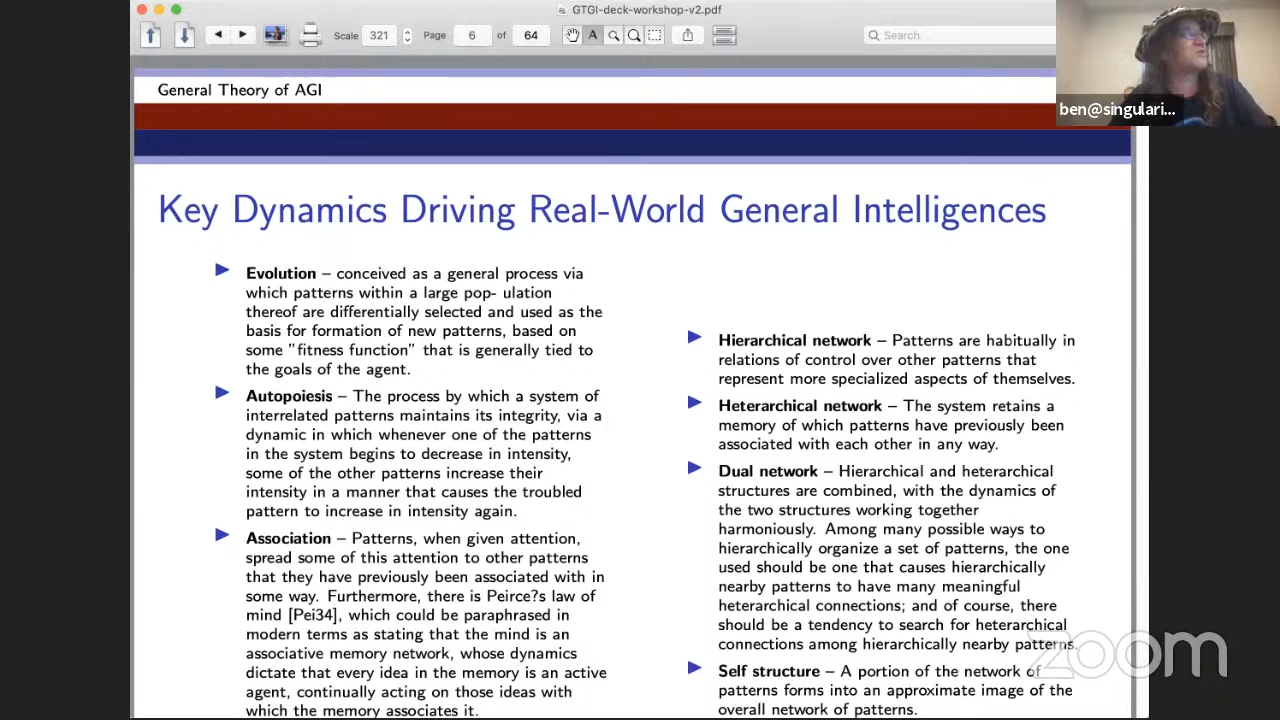 GTGI-deck-workshop-v2.pdf
Scale 321 Page 6 of 64 Search
General Theory of AGI
ben@singulari...
Key Dynamics Driving Real-World General Intelligences
Evolution – conceived as a general process via
which patterns within a large pop- ulation
thereof are differentially selected and used as the
basis for formation of new patterns, based on
some "fitness function" that is generally tied to
the goals of the agent.
Autopoiesis – The process by which a system of
interrelated patterns maintains its integrity, via a
dynamic in which whenever one of the patterns
in the system begins to decrease in intensity,
some of the other patterns increase their
intensity in a manner that causes the troubled
pattern to increase in intensity again.
Association – Patterns, when given attention,
spread some of this attention to other patterns
that they have previously been associated with in
some way. Furthermore, there is Peirce?s law of
mind [Pei34], which could be paraphrased in
modern terms as stating that the mind is an
associative memory network, whose dynamics
dictate that every idea in the memory is an active
agent, continually acting on those ideas with
which the memory associates it.
Hierarchical network – Patterns are habitually in
relations of control over other patterns that
represent more specialized aspects of themselves.
Heterarchical network – The system retains a
memory of which patterns have previously been
associated with each other in any way.
Dual network – Hierarchical and heterarchical
structures are combined, with the dynamics of
the two structures working together
harmoniously. Among many possible ways to
hierarchically organize a set of patterns, the one
used should be one that causes hierarchically
nearby patterns to have many meaningful
heterarchical connections; and of course, there
should be a tendency to search for heterarchical
connections among hierarchically nearby patterns.
Self structure – A portion of the network of
patterns forms into an approximate image of the
overall network of patterns.
zoom